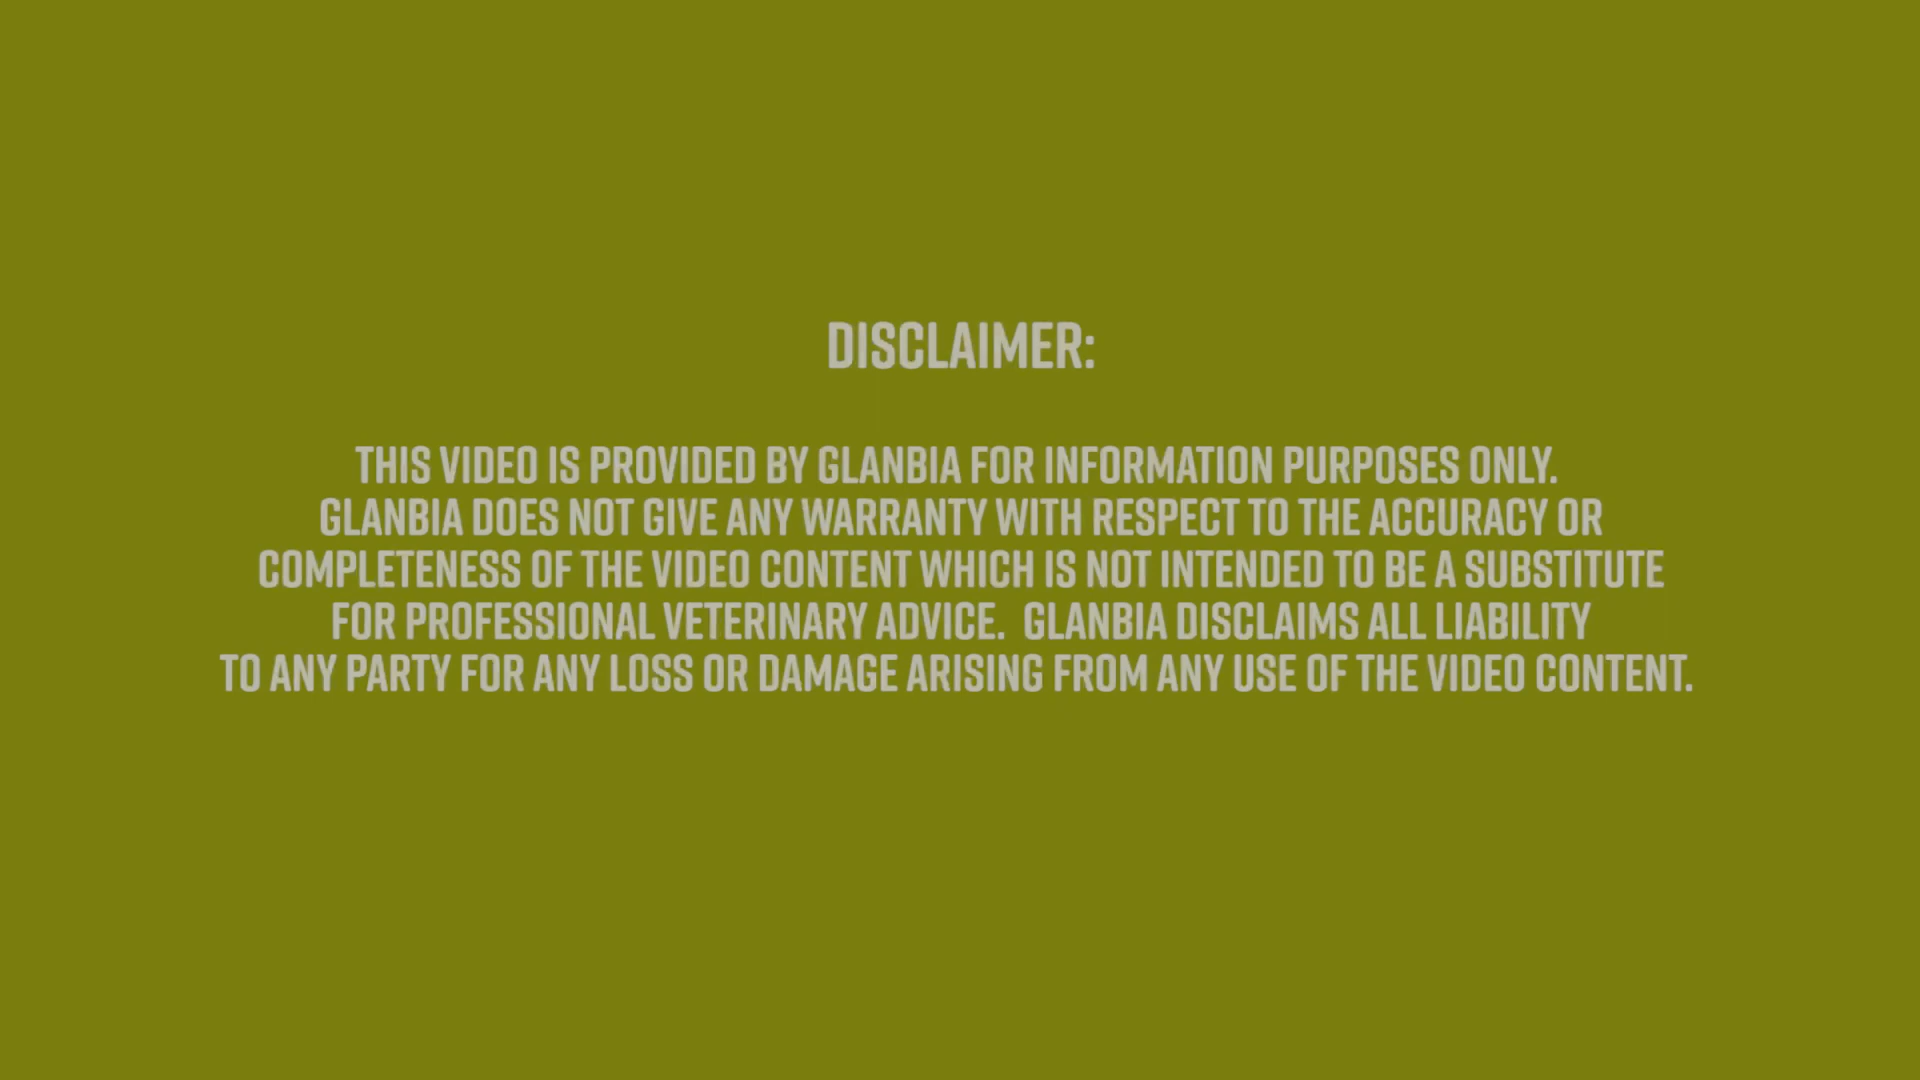 DISCLAIMER:
THIS VIDEO IS PROVIDED BY GLANBIA FOR INFORMATION PURPOSES ONLY.
GLANBIA DOES NOT GIVE ANY WARRANTY WITH RESPECT TO THE ACCURACY OR
COMPLETENESS OF THE VIDEO CONTENT WHICH IS NOT INTENDED TO BE A SUBSTITUTE
FOR PROFESSIONAL VETERINARY ADVICE. GLANBIA DISCLAIMS ALL LIABILITY
TO ANY PARTY FOR ANY LOSS OR DAMAGE ARISING FROM ANY USE OF THE VIDEO CONTENT.